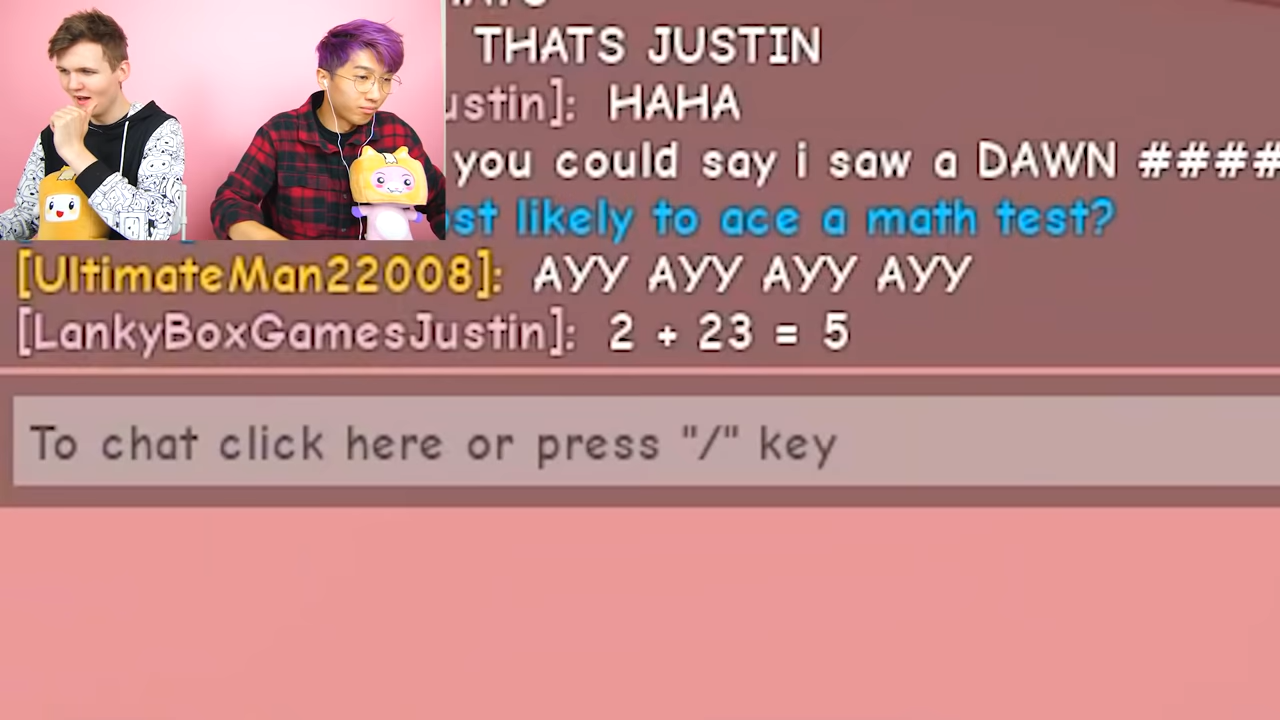 THATS JUSTIN
ustin]: HAHA
you could say i saw a DAWN ####
st likely to ace a math test?
[UltimateMan22008]: AYY AYY AYY AYY
[LankyBoxGamesJustin]: 2 + 23 = 5
To chat click here or press "/" key